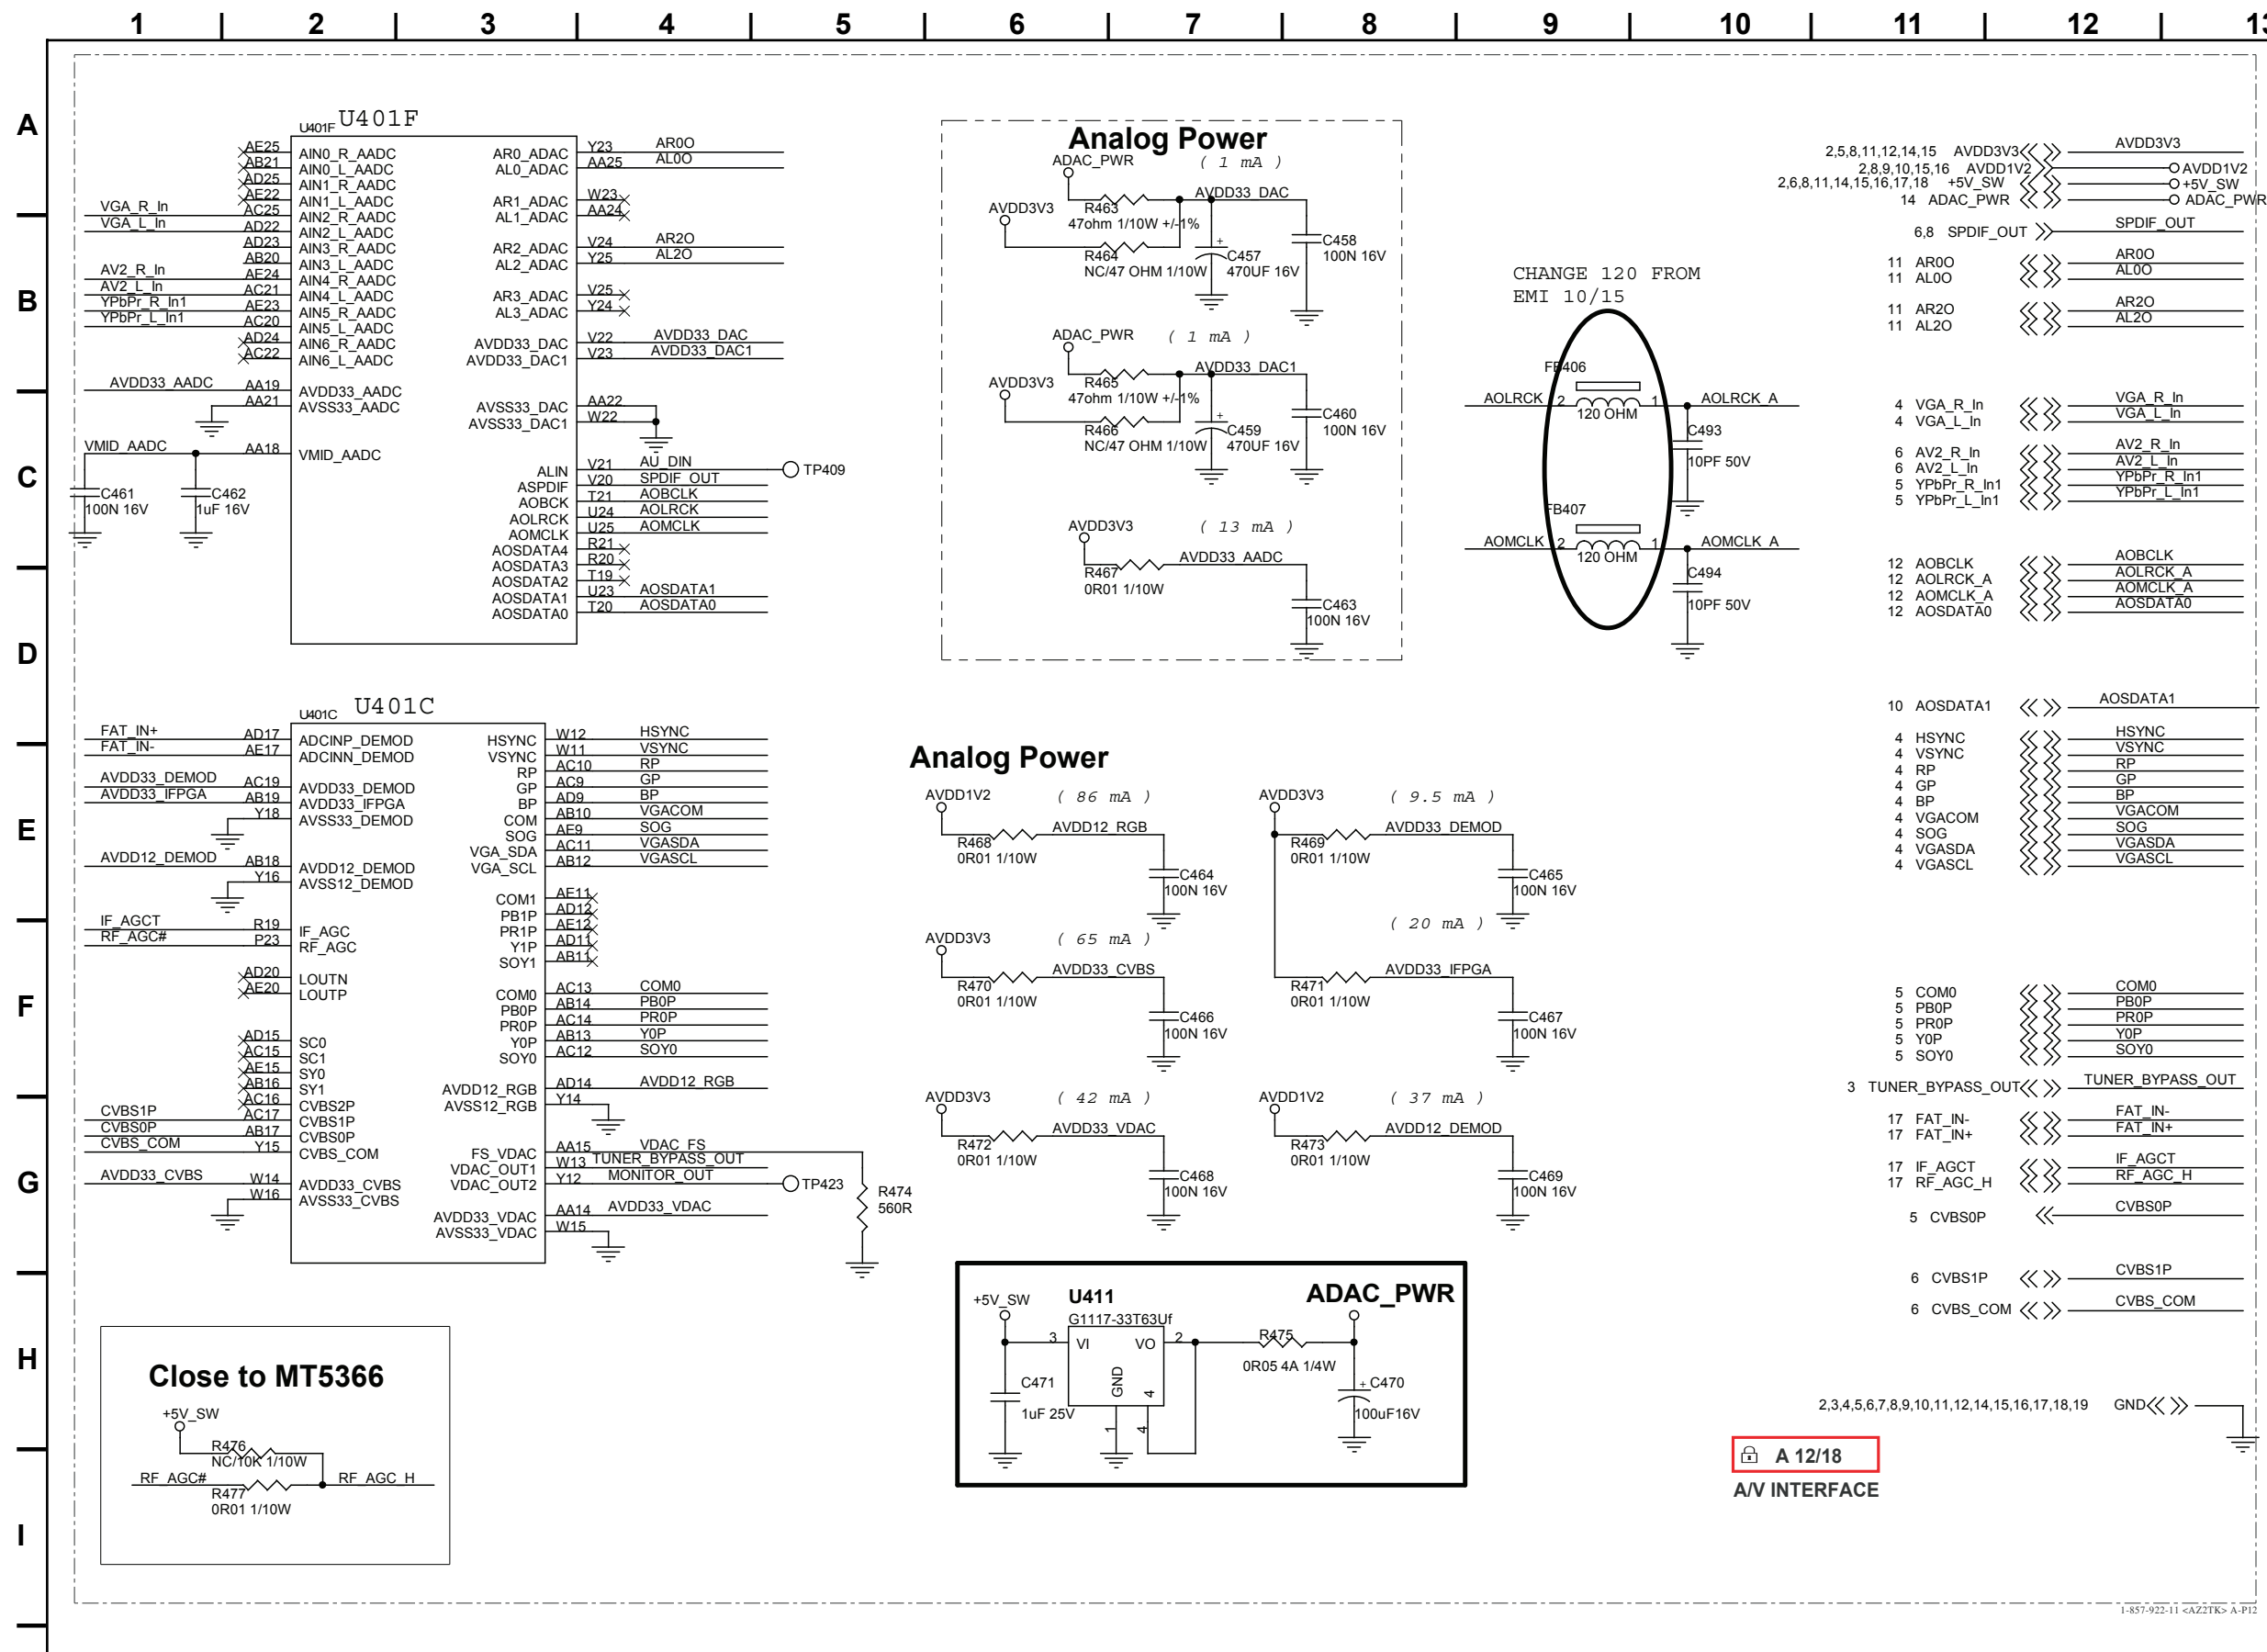 1 2 3 4 5 6 7 8 9 10 11 12
A
B
C
D
E
F
G
H
I
U401F
U401F
AE25 AIN0_R_AADC
AB21 AIN0_L_AADC
AD25 AIN1_R_AADC
AE22 AIN1_L_AADC
VGA_R_In AC25 AIN2_R_AADC
VGA_L_In AD22 AIN2_L_AADC
AD23 AIN3_R_AADC
AB20 AIN3_L_AADC
AV2_R_In AE24 AIN4_R_AADC
AV2_L_In AC21 AIN4_L_AADC
YPbPr_R_In1 AE23 AIN5_R_AADC
YPbPr_L_In1 AC20 AIN5_L_AADC
AD24 AIN6_R_AADC
AC22 AIN6_L_AADC
AVDD33_AADC AA19 AVDD33_AADC
AA21 AVSS33_AADC
VMID_AADC AA18 VMID_AADC
C461
100N 16V
C462
1uF 16V
AR0_ADAC Y23 AR0O
AL0_ADAC AA25 AL0O
AR1_ADAC W23
AL1_ADAC AA24
AR2_ADAC V24 AR2O
AL2_ADAC Y25 AL2O
AR3_ADAC V25
AL3_ADAC Y24
AVDD33_DAC V22 AVDD33_DAC
AVDD33_DAC1 V23 AVDD33_DAC1
AVSS33_DAC AA22
AVSS33_DAC1 W22
ALIN V21 AU_DIN TP409
ASPDIF V20 SPDIF_OUT
AOBCK T21 AOBCLK
AOLRCK U24 AOLRCK
AOMCLK U25 AOMCLK
AOSDATA4 R21
AOSDATA3 R20
AOSDATA2 T19
AOSDATA1 U23 AOSDATA1
AOSDATA0 T20 AOSDATA0
Analog Power
ADAC_PWR ( 1 mA )
AVDD3V3 R463 AVDD33_DAC
47ohm 1/10W +/-1%
R464
NC/47 OHM 1/10W
C457
470UF 16V
C458
100N 16V
ADAC_PWR ( 1 mA )
AVDD3V3 R465 AVDD33_DAC1
47ohm 1/10W +/-1%
R466
NC/47 OHM 1/10W
C459
470UF 16V
C460
100N 16V
AVDD3V3 ( 13 mA )
R467 AVDD33_AADC
0R01 1/10W
C463
100N 16V
CHANGE 120 FROM
EMI 10/15
FB406
AOLRCK 2 1 AOLRCK_A
120 OHM
C493
10PF 50V
FB407
AOMCLK 2 1 AOMCLK_A
120 OHM
C494
10PF 50V
2,5,8,11,12,14,15 AVDD3V3 AVDD3V3
2,8,9,10,15,16 AVDD1V2 AVDD1V2
2,6,8,11,14,15,16,17,18 +5V_SW +5V_SW
14 ADAC_PWR ADAC_PWR
6,8 SPDIF_OUT SPDIF_OUT
11 AR0O AR0O
11 AL0O AL0O
11 AR2O AR2O
11 AL2O AL2O
4 VGA_R_In VGA_R_In
4 VGA_L_In VGA_L_In
6 AV2_R_In AV2_R_In
6 AV2_L_In AV2_L_In
5 YPbPr_R_In1 YPbPr_R_In1
5 YPbPr_L_In1 YPbPr_L_In1
12 AOBCLK AOBCLK
12 AOLRCK_A AOLRCK_A
12 AOMCLK_A AOMCLK_A
12 AOSDATA0 AOSDATA0
10 AOSDATA1 AOSDATA1
4 HSYNC HSYNC
4 VSYNC VSYNC
4 RP RP
4 GP GP
4 BP BP
4 VGACOM VGACOM
4 SOG SOG
4 VGASDA VGASDA
4 VGASCL VGASCL
5 COM0 COM0
5 PB0P PB0P
5 PR0P PR0P
5 Y0P Y0P
5 SOY0 SOY0
3 TUNER_BYPASS_OUT TUNER_BYPASS_OUT
17 FAT_IN- FAT_IN-
17 FAT_IN+ FAT_IN+
17 IF_AGCT IF_AGCT
17 RF_AGC_H RF_AGC_H
5 CVBS0P CVBS0P
6 CVBS1P CVBS1P
6 CVBS_COM CVBS_COM
2,3,4,5,6,7,8,9,10,11,12,14,15,16,17,18,19 GND
U401C
U401C
FAT_IN+ AD17 ADCINP_DEMOD
FAT_IN- AE17 ADCINN_DEMOD
AVDD33_DEMOD AC19 AVDD33_DEMOD
AVDD33_IFPGA AB19 AVDD33_IFPGA
Y18 AVSS33_DEMOD
AVDD12_DEMOD AB18 AVDD12_DEMOD
Y16 AVSS12_DEMOD
IF_AGCT R19 IF_AGC
RF_AGC# P23 RF_AGC
AD20 LOUTN
AE20 LOUTP
AD15 SC0
AC15 SC1
AE15 SY0
AB16 SY1
AC16 CVBS2P
CVBS1P AC17 CVBS1P
CVBS0P AB17 CVBS0P
CVBS_COM Y15 CVBS_COM
AVDD33_CVBS W14 AVDD33_CVBS
W16 AVSS33_CVBS
HSYNC W12 HSYNC
VSYNC W11 VSYNC
RP AC10 RP
GP AC9 GP
BP AD9 BP
COM AB10 VGACOM
SOG AE9 SOG
VGA_SDA AC11 VGASDA
VGA_SCL AB12 VGASCL
COM1 AE11
PB1P AD12
PR1P AE12
Y1P AD11
SOY1 AB11
COM0 AC13 COM0
PB0P AB14 PB0P
PR0P AC14 PR0P
Y0P AB13 Y0P
SOY0 AC12 SOY0
AVDD12_RGB AD14 AVDD12_RGB
AVSS12_RGB Y14
FS_VDAC AA15 VDAC_FS
VDAC_OUT1 W13 TUNER_BYPASS_OUT
VDAC_OUT2 Y12 MONITOR_OUT TP423
AVDD33_VDAC AA14 AVDD33_VDAC
AVSS33_VDAC W15
R474
560R
Analog Power
AVDD1V2 ( 86 mA )
R468 AVDD12_RGB
0R01 1/10W
C464
100N 16V
AVDD3V3 ( 9.5 mA )
R469 AVDD33_DEMOD
0R01 1/10W
C465
100N 16V
AVDD3V3 ( 65 mA )
R470 AVDD33_CVBS
0R01 1/10W
C466
100N 16V
( 20 mA )
R471 AVDD33_IFPGA
0R01 1/10W
C467
100N 16V
AVDD3V3 ( 42 mA )
R472 AVDD33_VDAC
0R01 1/10W
C468
100N 16V
AVDD1V2 ( 37 mA )
R473 AVDD12_DEMOD
0R01 1/10W
C469
100N 16V
+5V_SW U411 ADAC_PWR
G1117-33T63Uf
3 VI VO 2 R475
0R05 4A 1/4W
GND 4
1 4
C471
1uF 25V
+ C470
100uF16V
Close to MT5366
+5V_SW
R476
NC/10K 1/10W
RF_AGC# RF_AGC_H
R477
0R01 1/10W
A 12/18
A/V INTERFACE
1-857-922-11 <AZ2TK> A-P12